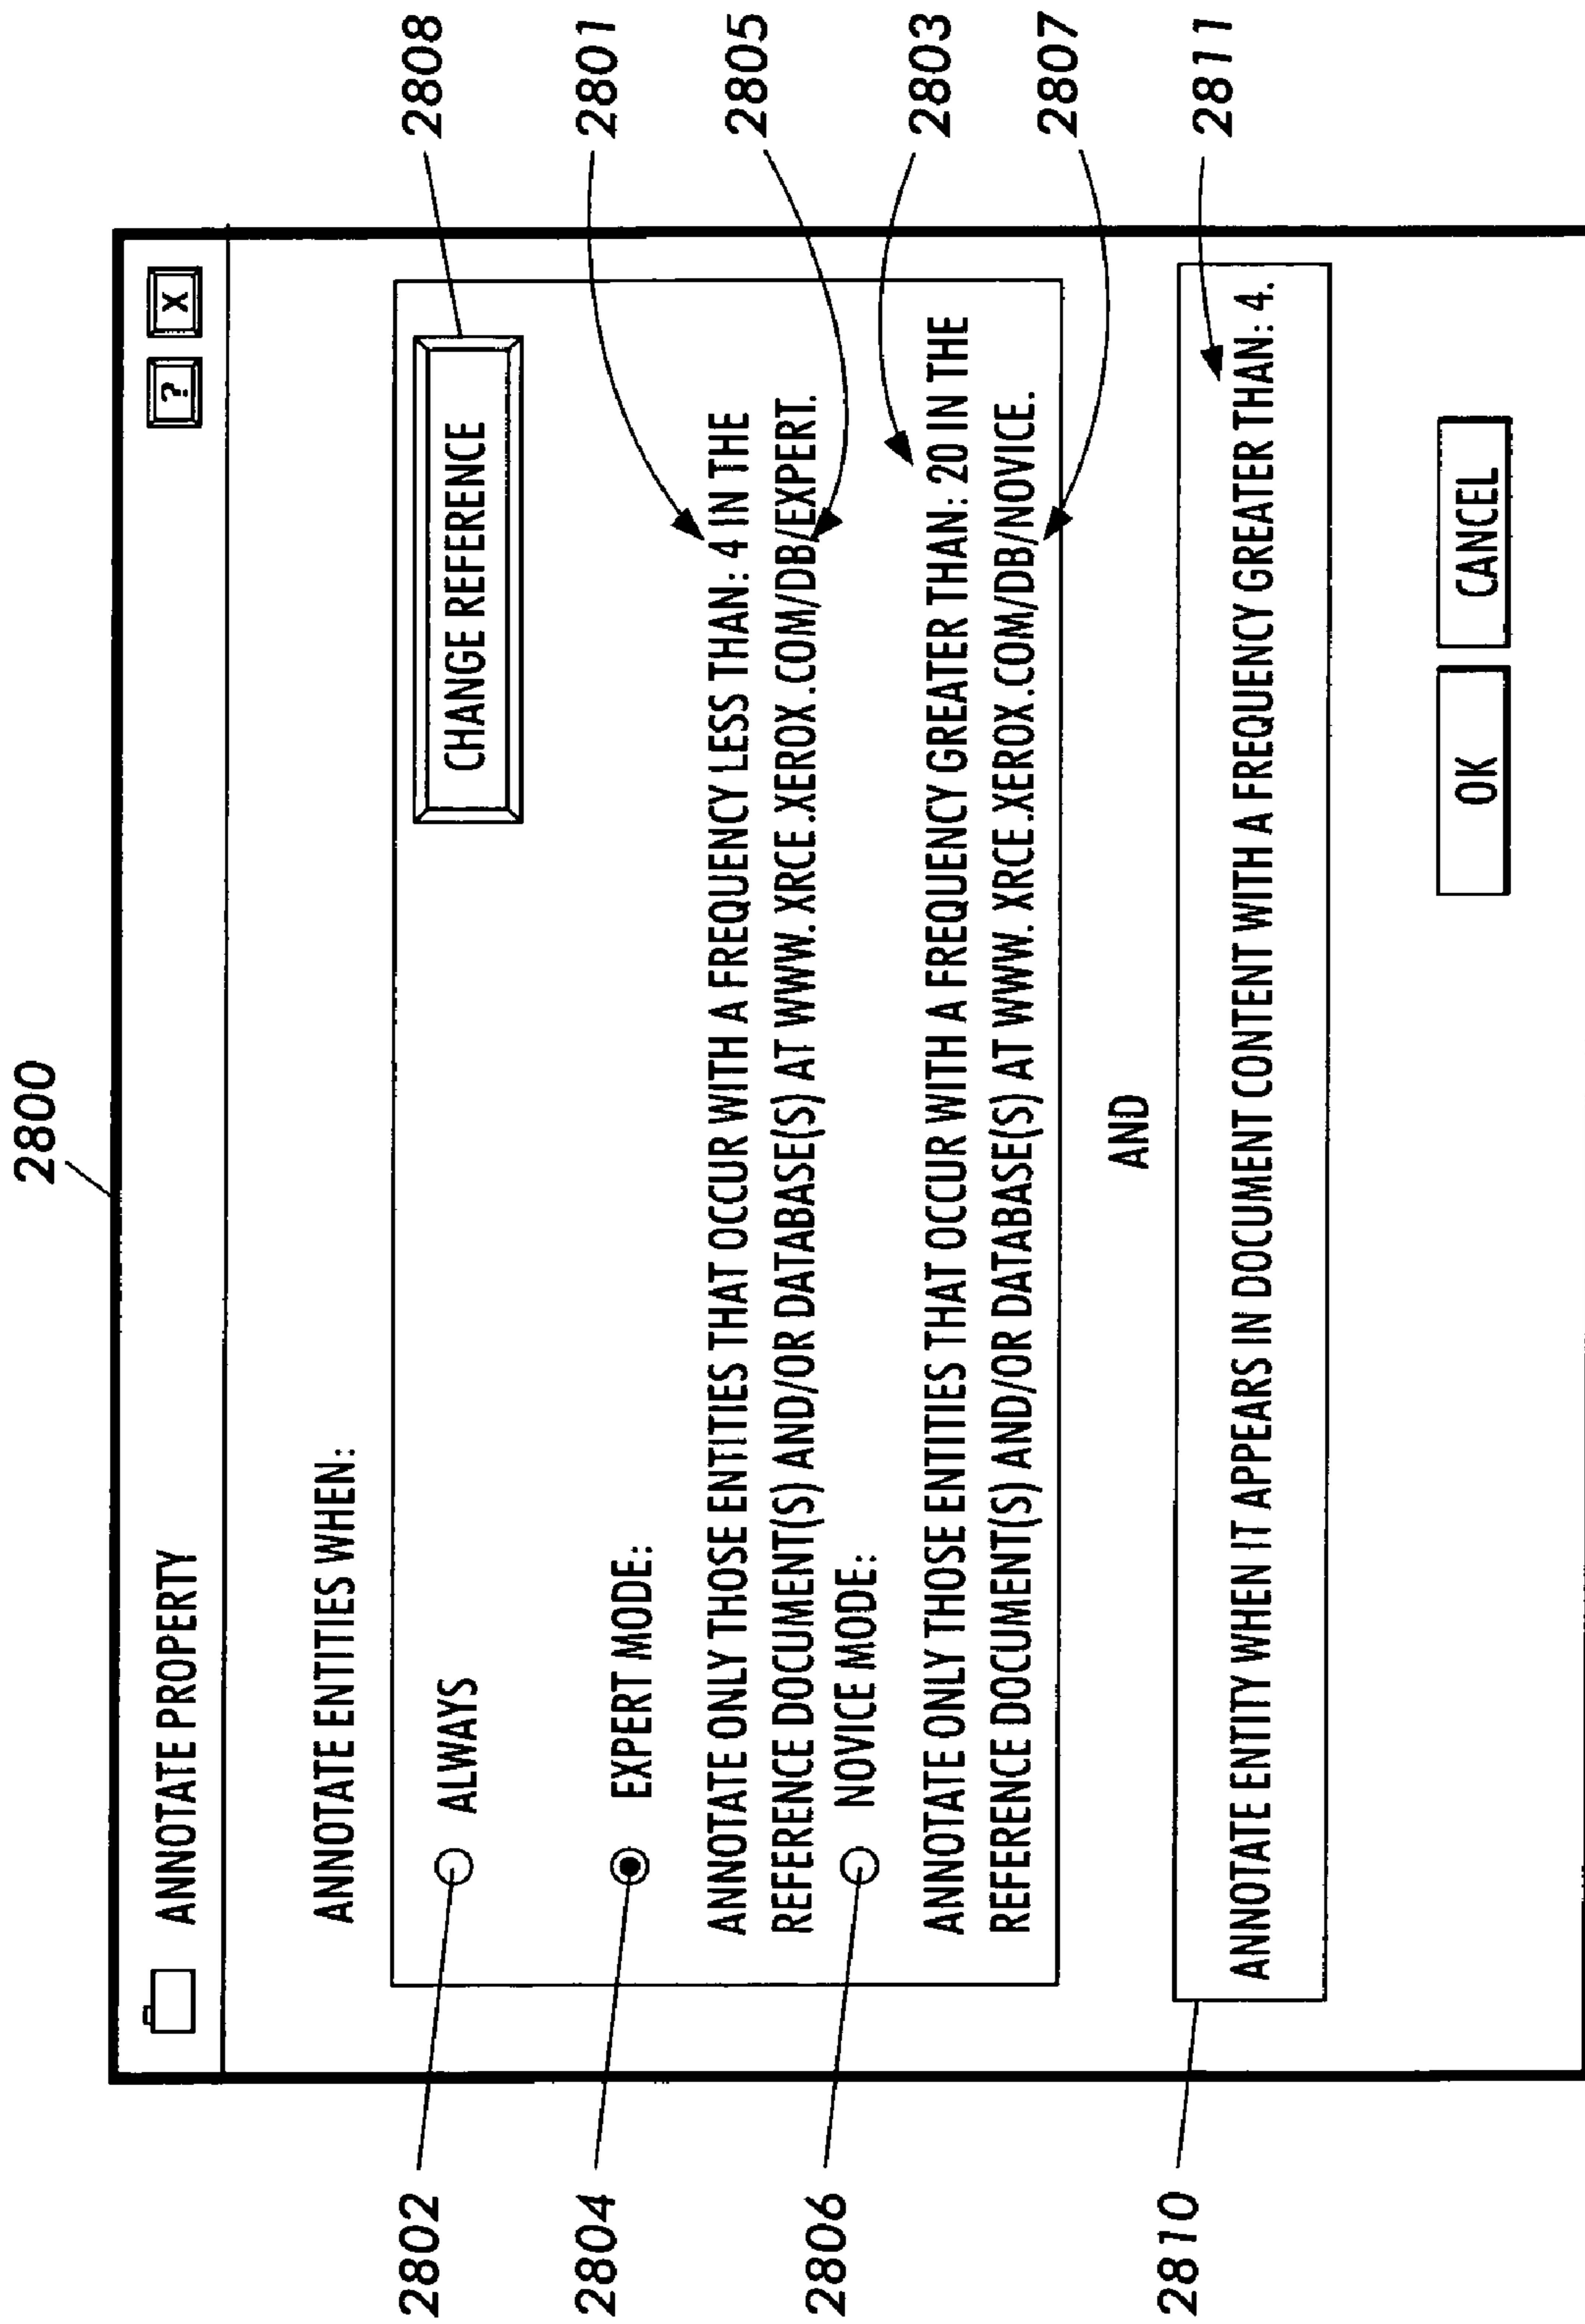 2800
ANNOTATE PROPERTY
? X
ANNOTATE ENTITIES WHEN:
2802
ALWAYS
CHANGE REFERENCE
2808
2804
EXPERT MODE:
2801
ANNOTATE ONLY THOSE ENTITIES THAT OCCUR WITH A FREQUENCY LESS THAN: 4 IN THE
REFERENCE DOCUMENT(S) AND/OR DATABASE(S) AT WWW. XRCE.XEROX.COM/DB/EXPERT.
2805
2806
NOVICE MODE:
2803
ANNOTATE ONLY THOSE ENTITIES THAT OCCUR WITH A FREQUENCY GREATER THAN: 20 IN THE
REFERENCE DOCUMENT(S) AND/OR DATABASE(S) AT WWW. XRCE.XEROX.COM/DB/NOVICE.
2807
AND
2810
ANNOTATE ENTITY WHEN IT APPEARS IN DOCUMENT CONTENT WITH A FREQUENCY GREATER THAN: 4.
2811
OK
CANCEL